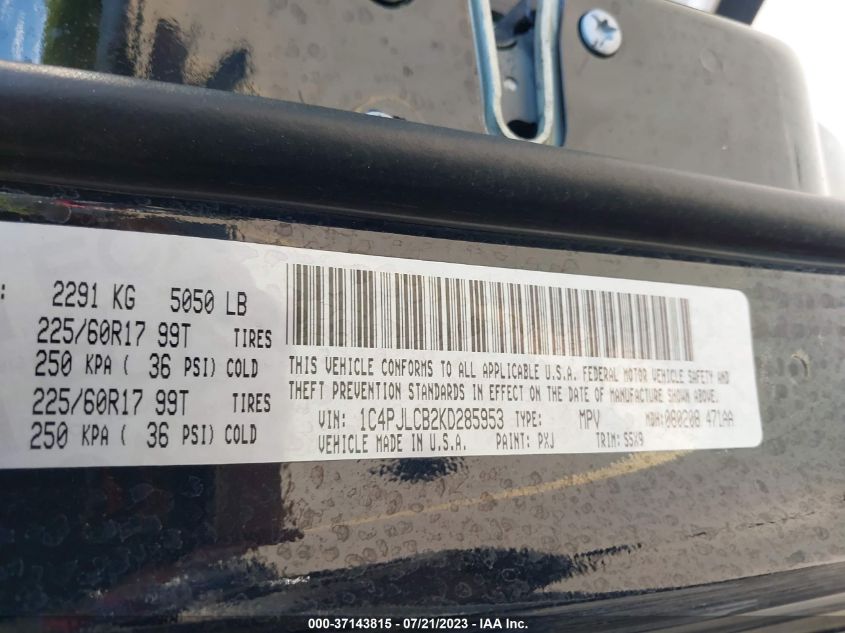 : 2291 KG 5050 LB
225/60R17 99T TIRES
250 KPA ( 36 PSI) COLD
225/60R17 99T TIRES
250 KPA ( 36 PSI) COLD
THIS VEHICLE CONFORMS TO ALL APPLICABLE U.S.A. FEDERAL MOTOR VEHICLE SAFETY AND
THEFT PREVENTION STANDARDS IN EFFECT ON THE DATE OF MANUFACTURE SHOWN ABOVE.
VIN: 1C4PJLCB2KD285953 TYPE: MPV MDH: 080208 471AA
VEHICLE MADE IN U.S.A. PAINT: PXJ TRIM: S5X9
000-37143815 - 07/21/2023 - IAA Inc.